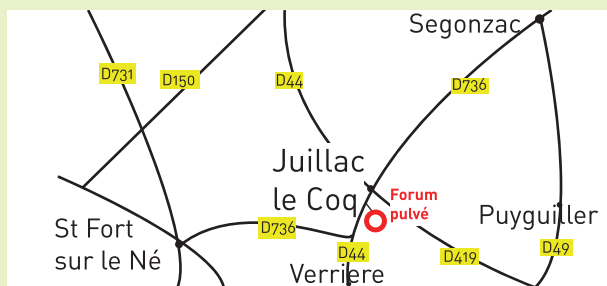 Segonzac
D731
D150
D44
D736
Juillac
le Coq
Forum
pulvé
Puyguiller
St Fort
sur le Né
D736
D44
D419
D49
Verriere